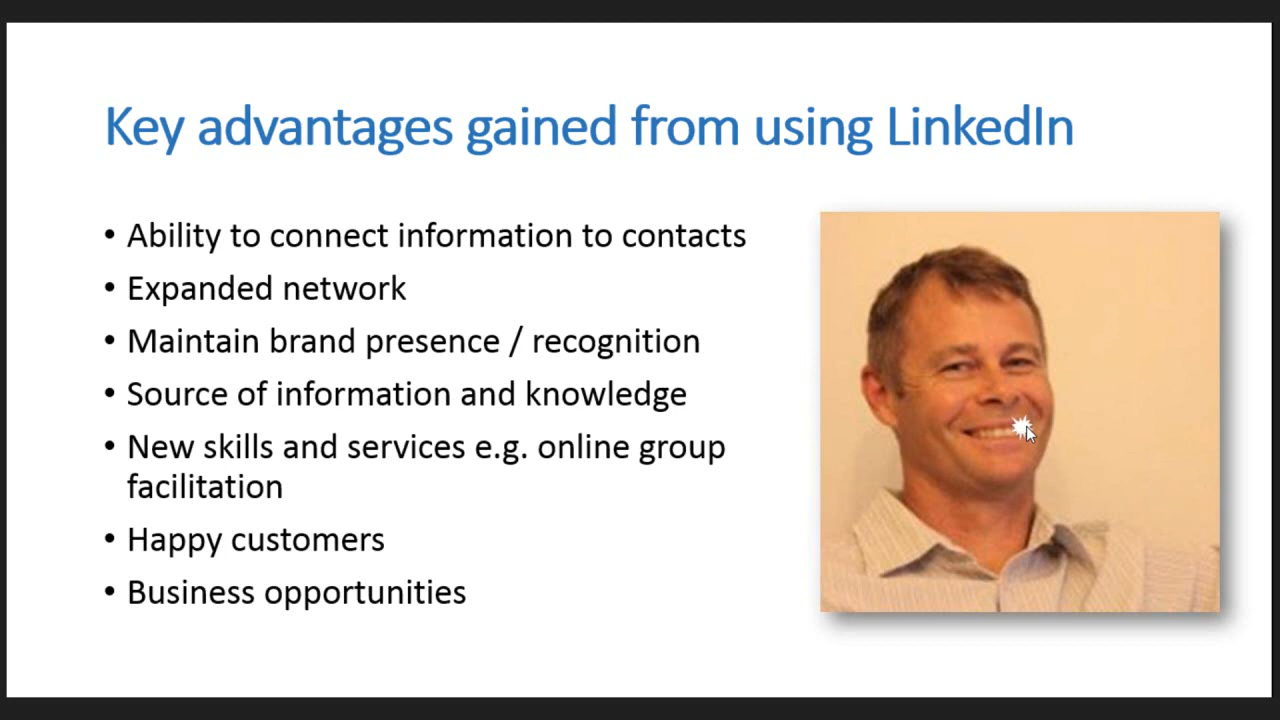 Key advantages gained from using LinkedIn
• Ability to connect information to contacts
• Expanded network
• Maintain brand presence / recognition
• Source of information and knowledge
• New skills and services e.g. online group
facilitation
• Happy customers
• Business opportunities